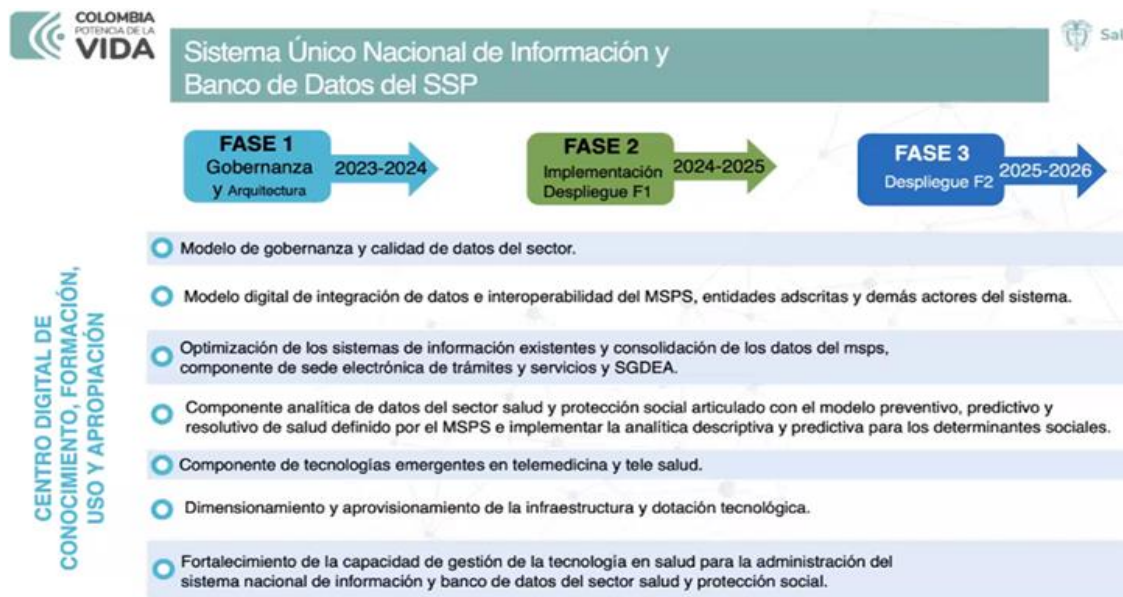 COLOMBIA
POTENCIA DE LA
VIDA
Sistema Único Nacional de Información y
Banco de Datos del SSP
FASE 1
Gobernanza
y Arquitectura
2023-2024
FASE 2
Implementación
Despliegue F1
2024-2025
FASE 3
Despliegue F2
2025-2026
CENTRO DIGITAL DE
CONOCIMIENTO, FORMACIÓN,
USO Y APROPIACIÓN
Modelo de gobernanza y calidad de datos del sector.
Modelo digital de integración de datos e interoperabilidad del MSPS, entidades adscritas y demás actores del sistema.
Optimización de los sistemas de información existentes y consolidación de los datos del msps,
componente de sede electrónica de trámites y servicios y SGDEA.
Componente analítica de datos del sector salud y protección social articulado con el modelo preventivo, predictivo y
resolutivo de salud definido por el MSPS e implementar la analítica descriptiva y predictiva para los determinantes sociales.
Componente de tecnologías emergentes en telemedicina y tele salud.
Dimensionamiento y aprovisionamiento de la infraestructura y dotación tecnológica.
Fortalecimiento de la capacidad de gestión de la tecnología en salud para la administración del
sistema nacional de información y banco de datos del sector salud y protección social.